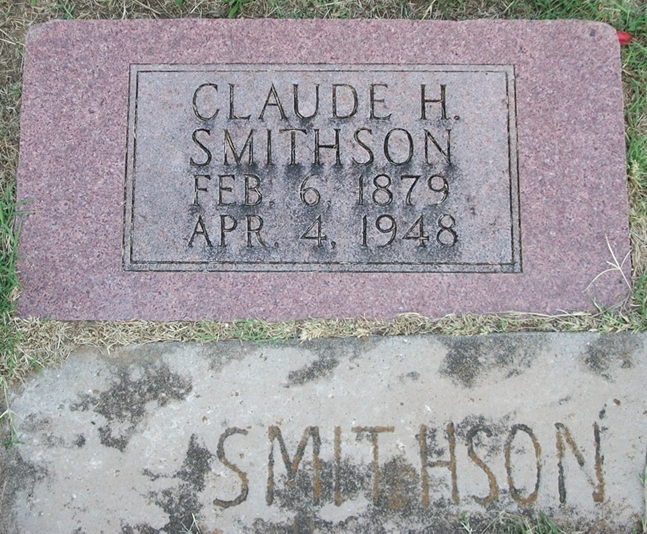 CLAUDE H.
SMITHSON
FEB. 6, 1879
APR. 4, 1948
SMITHSON